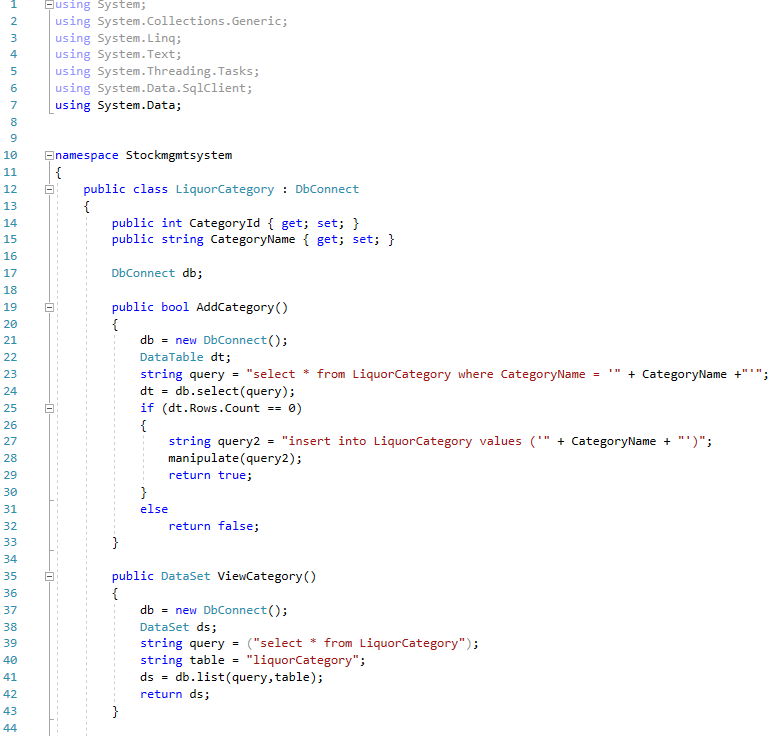 1 using System;
2 using System.Collections.Generic;
3 using System.Linq;
4 using System.Text;
5 using System.Threading.Tasks;
6 using System.Data.SqlClient;
7 using System.Data;
8
9
10 namespace Stockmgmtsystem
11 {
12 public class LiquorCategory : DbConnect
13 {
14 public int CategoryId { get; set; }
15 public string CategoryName { get; set; }
16
17 DbConnect db;
18
19 public bool AddCategory()
20 {
21 db = new DbConnect();
22 DataTable dt;
23 string query = "select * from LiquorCategory where CategoryName = '" + CategoryName +"'";
24 dt = db.select(query);
25 if (dt.Rows.Count == 0)
26 {
27 string query2 = "insert into LiquorCategory values ('" + CategoryName + "')";
28 manipulate(query2);
29 return true;
30 }
31 else
32 return false;
33 }
34
35 public DataSet ViewCategory()
36 {
37 db = new DbConnect();
38 DataSet ds;
39 string query = ("select * from LiquorCategory");
40 string table = "liquorCategory";
41 ds = db.list(query,table);
42 return ds;
43 }
44